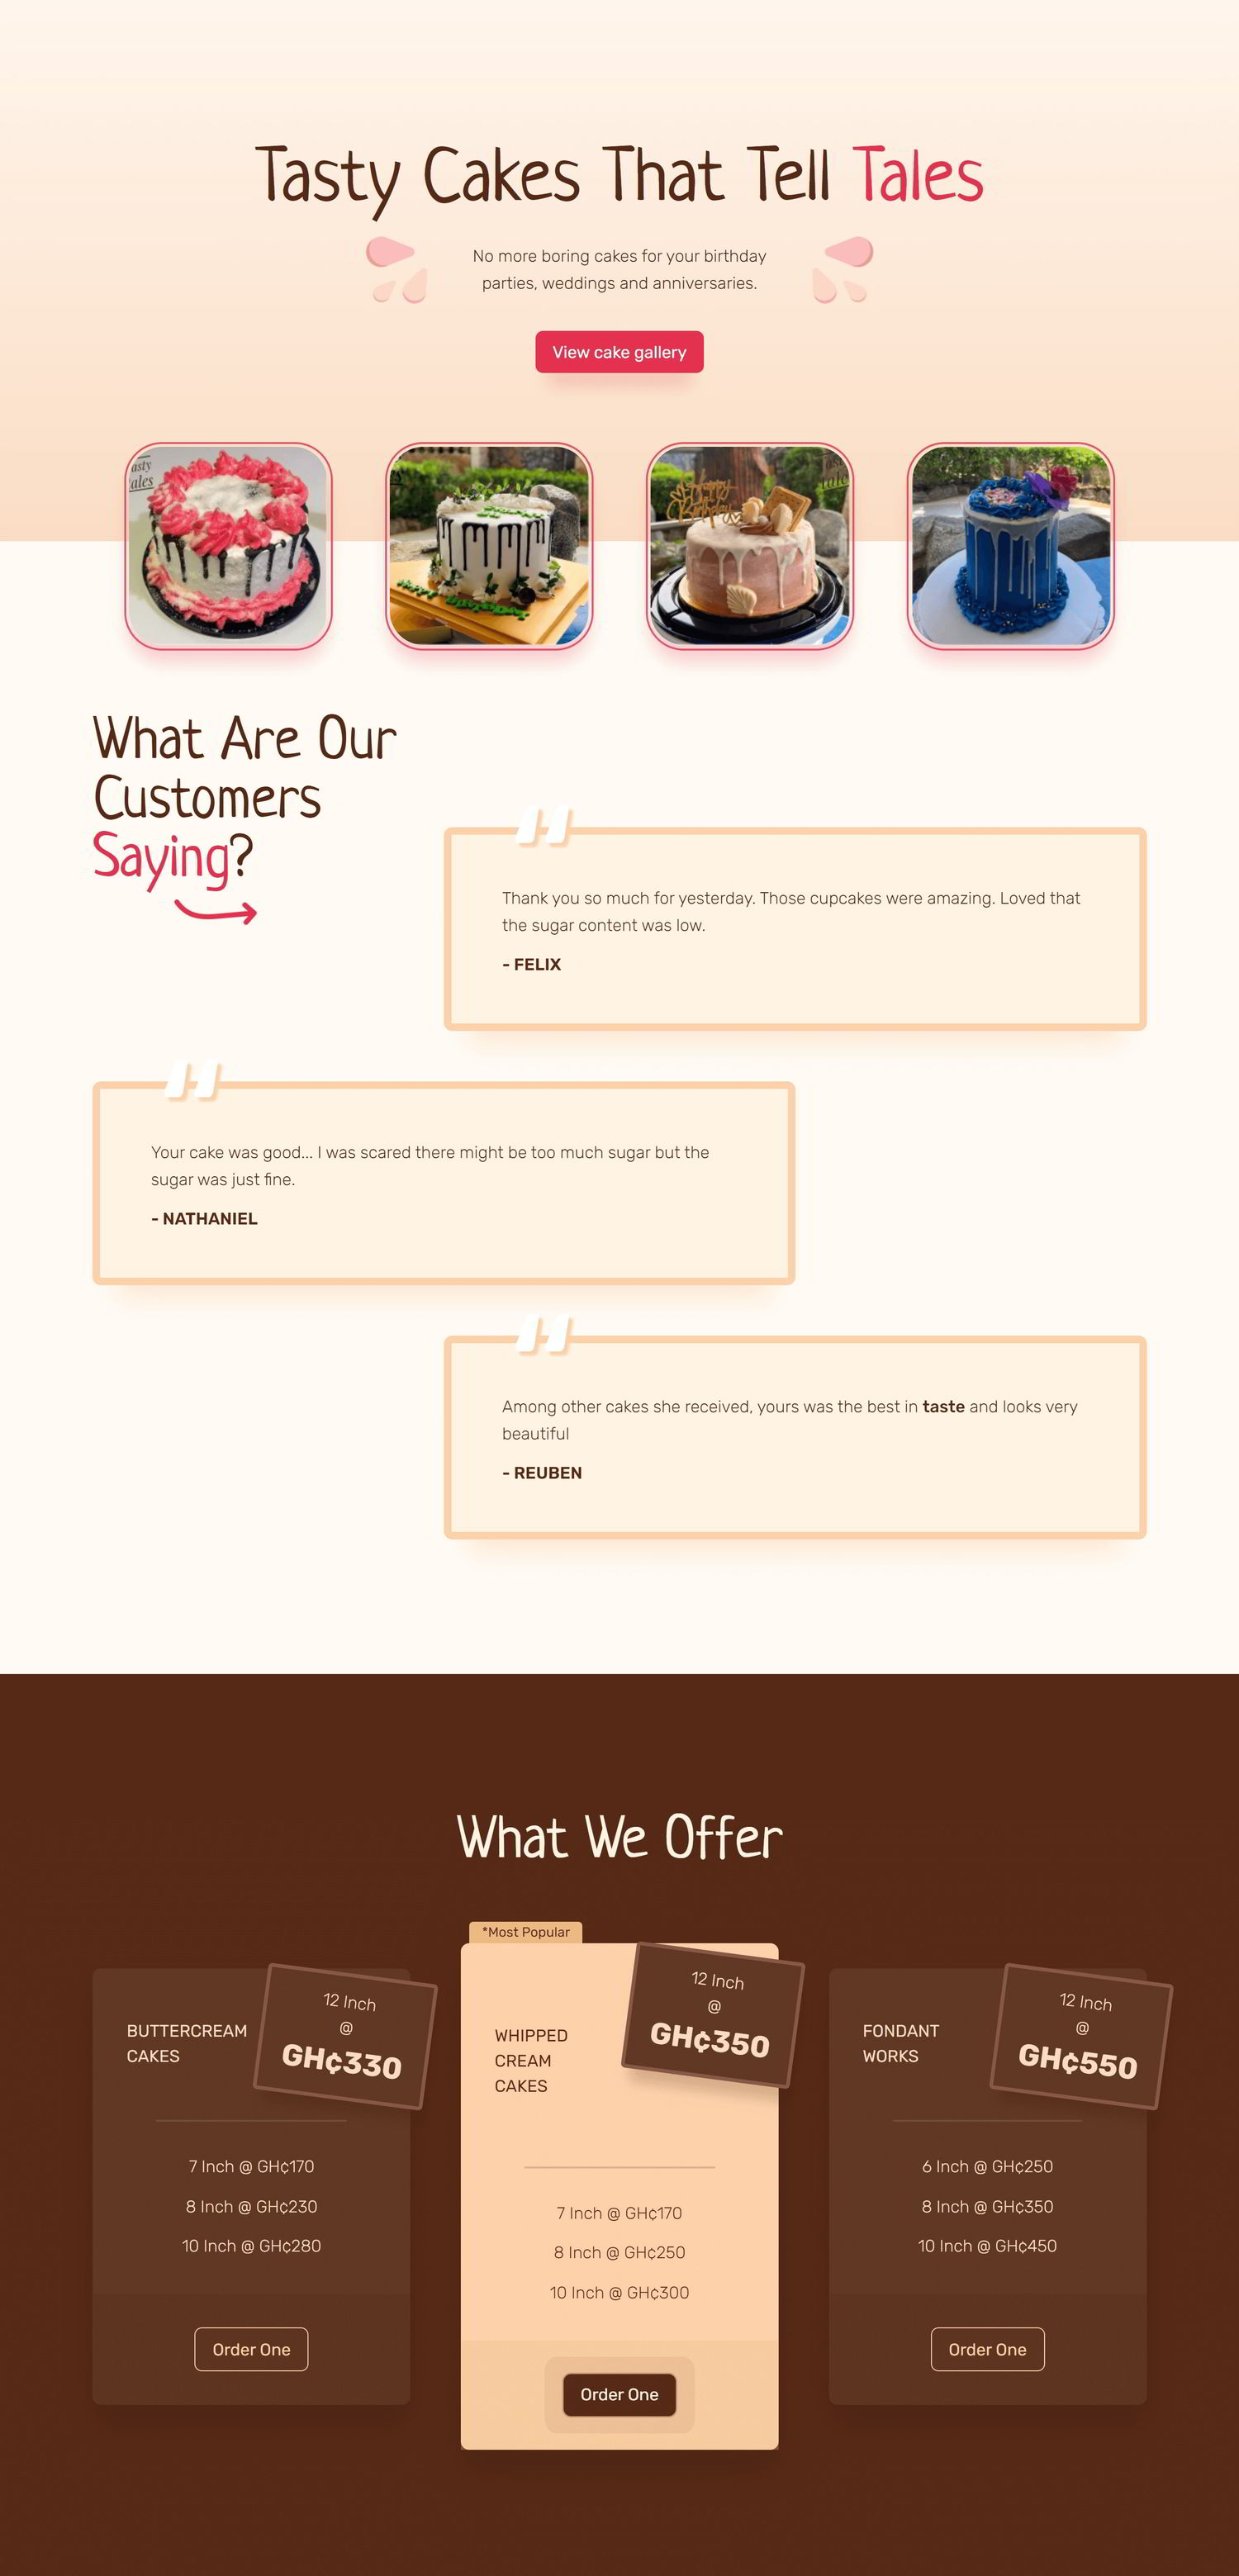 Tasty Cakes That Tell Tales
No more boring cakes for your birthday
parties, weddings and anniversaries.
View cake gallery
Happy
Birthday
What Are Our
Customers
Saying?
Thank you so much for yesterday. Those cupcakes were amazing. Loved that
the sugar content was low.
- FELIX
Your cake was good... I was scared there might be too much sugar but the
sugar was just fine.
- NATHANIEL
Among other cakes she received, yours was the best in taste and looks very
beautiful
- REUBEN
What We Offer
BUTTERCREAM
CAKES
12 Inch
@
GH¢330
7 Inch @ GH¢170
8 Inch @ GH¢230
10 Inch @ GH¢280
Order One
*Most Popular
WHIPPED
CREAM
CAKES
12 Inch
@
GH¢350
7 Inch @ GH¢170
8 Inch @ GH¢250
10 Inch @ GH¢300
Order One
FONDANT
WORKS
12 Inch
@
GH¢550
6 Inch @ GH¢250
8 Inch @ GH¢350
10 Inch @ GH¢450
Order One